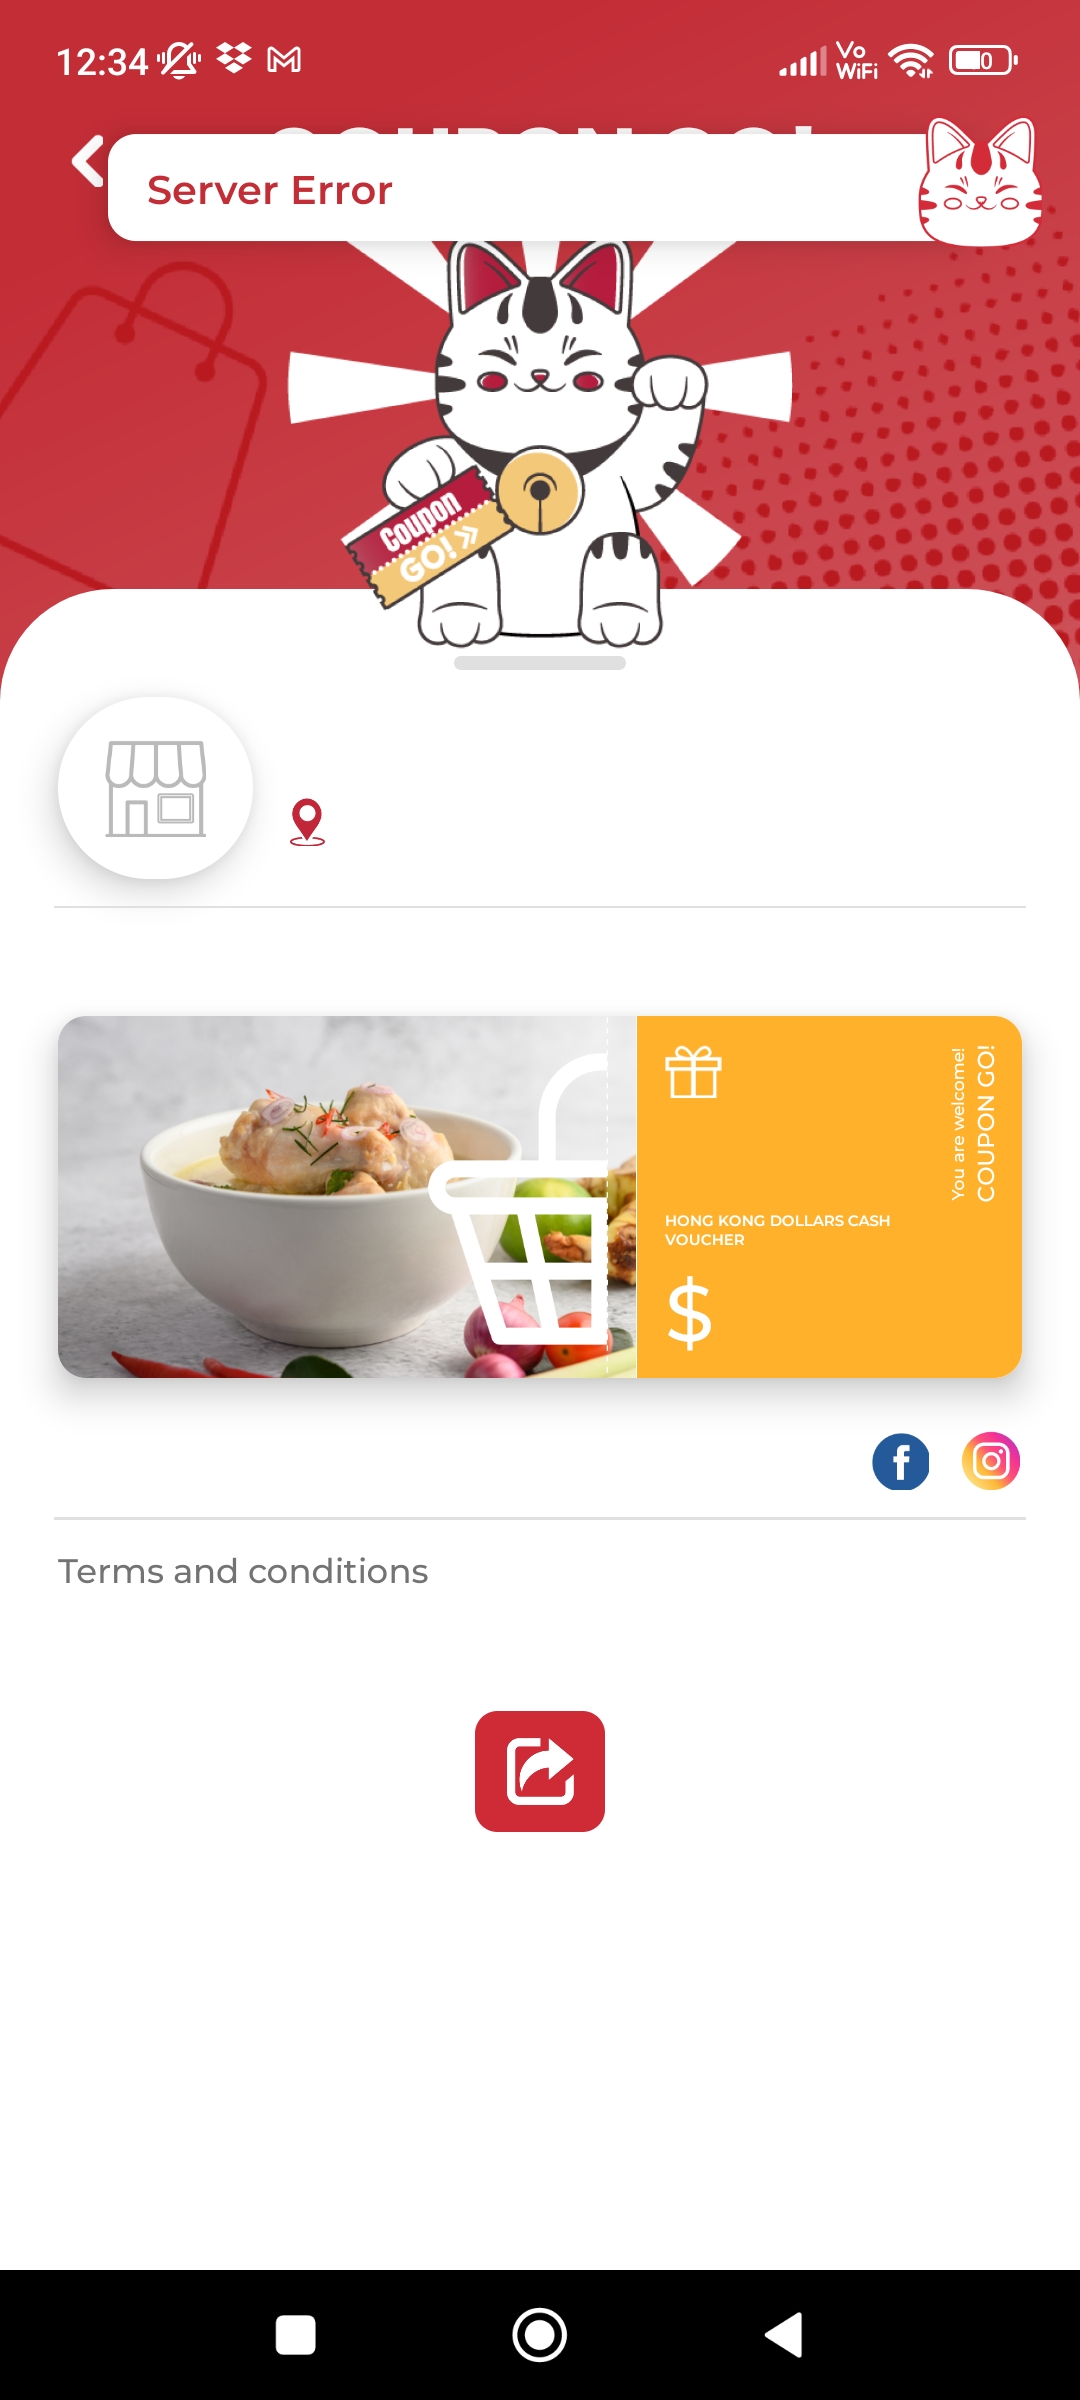 12:34
Vo
WiFi
Server Error
Coupon
GO!
You are welcome!
COUPON GO!
HONG KONG DOLLARS CASH
VOUCHER
$
Terms and conditions